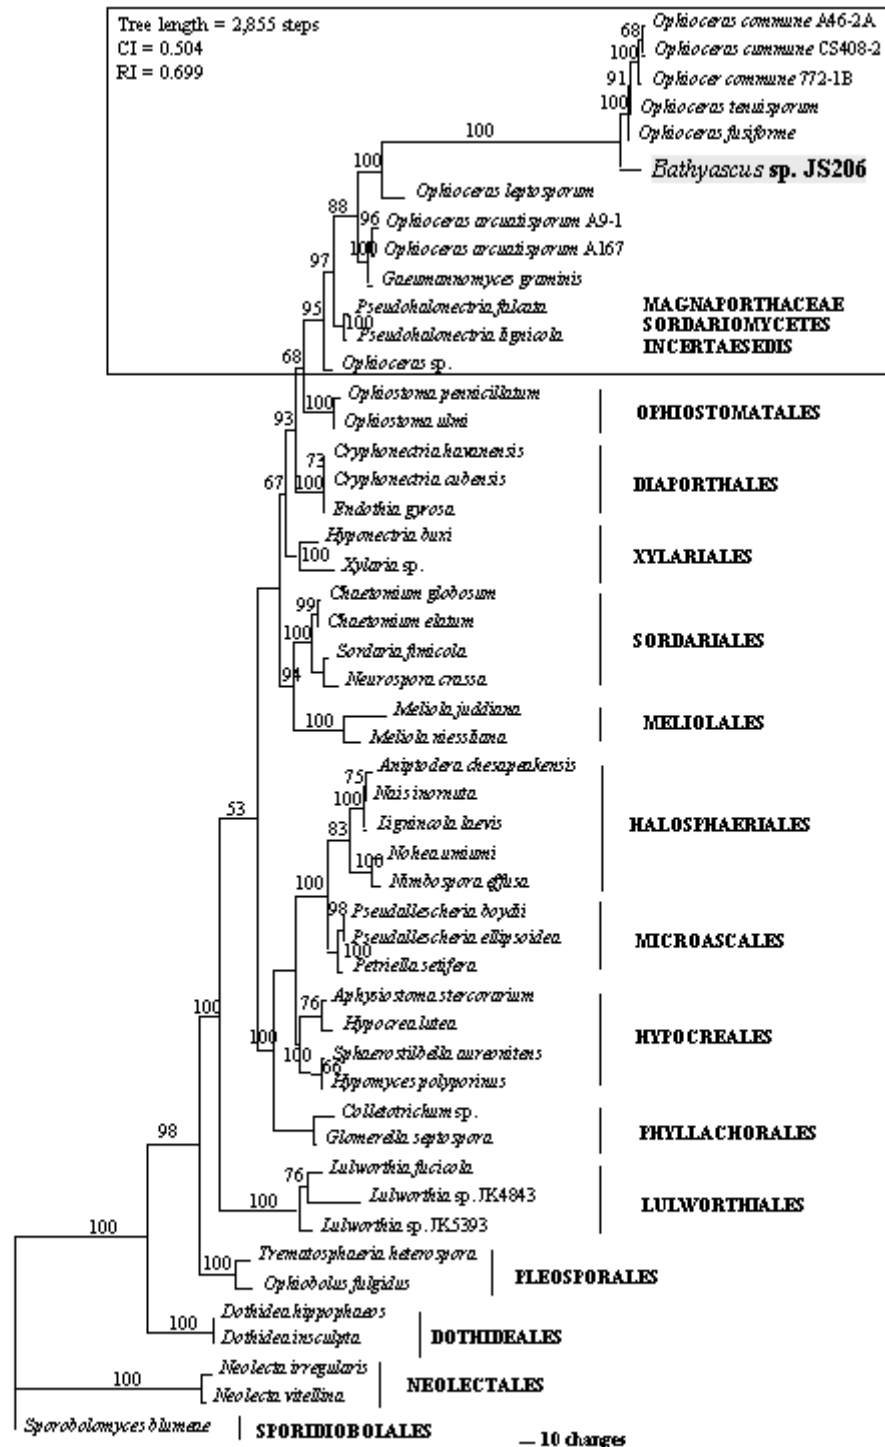 Tree length = 2,855 steps
CI = 0.504
RI = 0.699
68
Ophioceras commune A46-2A
100
Ophioceras cummune CS408-2
91
Ophiocer commune 772-1B
100
Ophioceras tenuisporum
Ophioceras fusiforme
100
Bathyascus sp. JS206
100
Ophioceras leptosporum
88
96
Ophioceras arcuatisporum A9-1
100
Ophioceras arcuatisporum A167
97
Gaeumannomyces graminis
95
Pseudohalonectria falcata
100
Pseudohalonectria lignicola
MAGNAPORTHACEAE
SORDARIOMYCETES
INCERTAESEDIS
68
Ophioceras sp.
Ophiostoma pennicillatum
100
Ophiostoma ulmi
OPHIOSTOMATALES
93
Cryphonectria havanensis
73
Cryphonectria cubensis
67
100
Endothia gyrosa
DIAPORTHALES
Hyponectria buxi
100
Xylaria sp.
XYLARIALES
Chaetomium globosum
99
Chaetomium elatum
100
Sordaria fimicola
94
Neurospora crassa
SORDARIALES
Meliola juddiana
100
Meliola niessliana
MELIOLALES
Aniptodera chesapeakensis
75
Nais inornuta
100
Lignincola laevis
HALOSPHAERIALES
53
83
Nohea umiumi
100
Nimbospora effusa
100
98
Pseudallescheria boydii
Pseudallescheria ellipsoidea
100
Petriella setifera
MICROASCALES
Aphysiostoma stercorarium
76
Hypocrea lutea
100
100
100
Sphaerostilbella aureonitens
66
Hypomyces polyporinus
HYPOCREALES
Colletotrichum sp.
Glomerella septospora
PHYLLACHORALES
98
Lulworthia fucicola
76
Lulworthia sp. JK4843
100
Lulworthia sp. JK5393
LULWORTHIALES
100
Trematosphaeria heterospora
100
Ophiobolus fulgidus
PLEOSPORALES
Dothidea hippophaeos
100
Dothidea insculpta
DOTHIDEALES
Neolecta irregularis
100
Neolecta vitellina
NEOLECTALES
Sporobolomyces blumeae
SPORIDIOBOLALES
10 changes